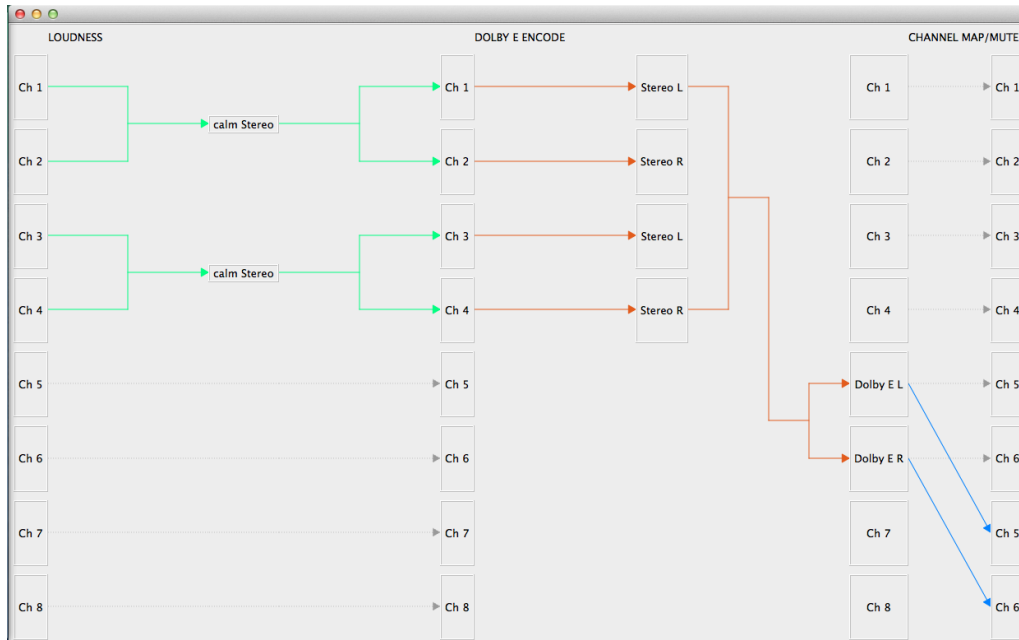 LOUDNESS DOLBY E ENCODE CHANNEL MAP/MUTE
Ch 1 Ch 1 Stereo L Ch 1 Ch 1
calm Stereo
Ch 2 Ch 2 Stereo R Ch 2 Ch 2
Ch 3 Ch 3 Stereo L Ch 3 Ch 3
calm Stereo
Ch 4 Ch 4 Stereo R Ch 4 Ch 4
Ch 5 Ch 5 Dolby E L Ch 5
Ch 6 Ch 6 Dolby E R Ch 6
Ch 7 Ch 7 Ch 7 Ch 5
Ch 8 Ch 8 Ch 8 Ch 6